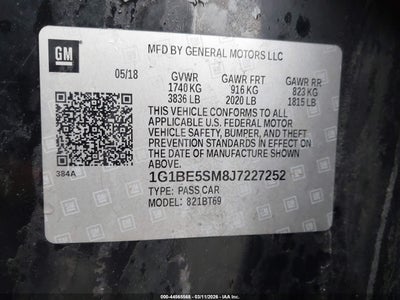 GM
MFD BY GENERAL MOTORS LLC
05/18 GVWR GAWR FRT GAWR RR
1740 KG 916 KG 823 KG
3836 LB 2020 LB 1815 LB
THIS VEHICLE CONFORMS TO ALL
APPLICABLE U.S. FEDERAL MOTOR
VEHICLE SAFETY, BUMPER, AND THEFT
PREVENTION STANDARDS IN EFFECT ON
THE DATE OF MANUFACTURE SHOWN
ABOVE.
384A
1G1BE5SM8J7227252
TYPE: PASS CAR
821BT69
000-44565568 - 03/11/2026 - IAA Inc.